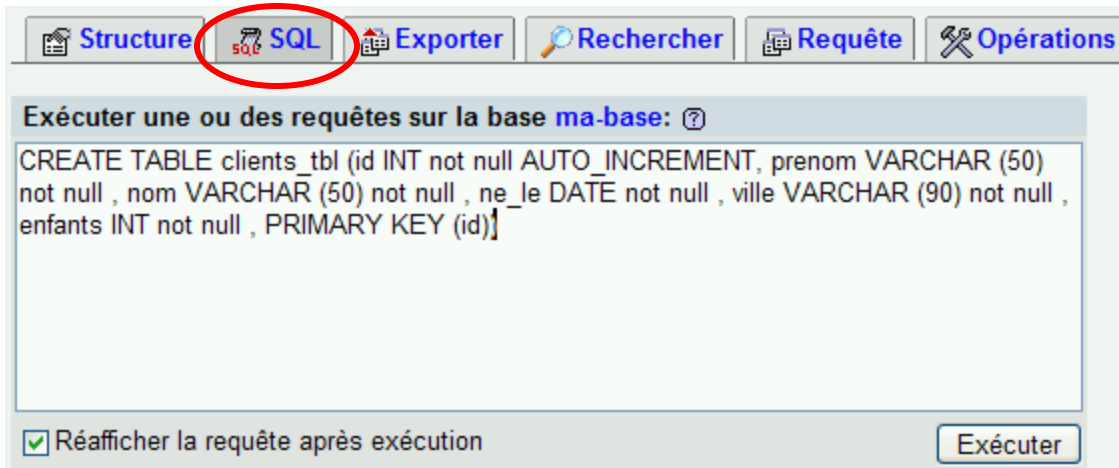 Structure SQL SQL Exporter Rechercher Requête Opérations
Exécuter une ou des requêtes sur la base ma-base: ?
CREATE TABLE clients_tbl (id INT not null AUTO_INCREMENT, prenom VARCHAR (50)
not null , nom VARCHAR (50) not null , ne_le DATE not null , ville VARCHAR (90) not null ,
enfants INT not null , PRIMARY KEY (id));
Réafficher la requête après exécution Exécuter